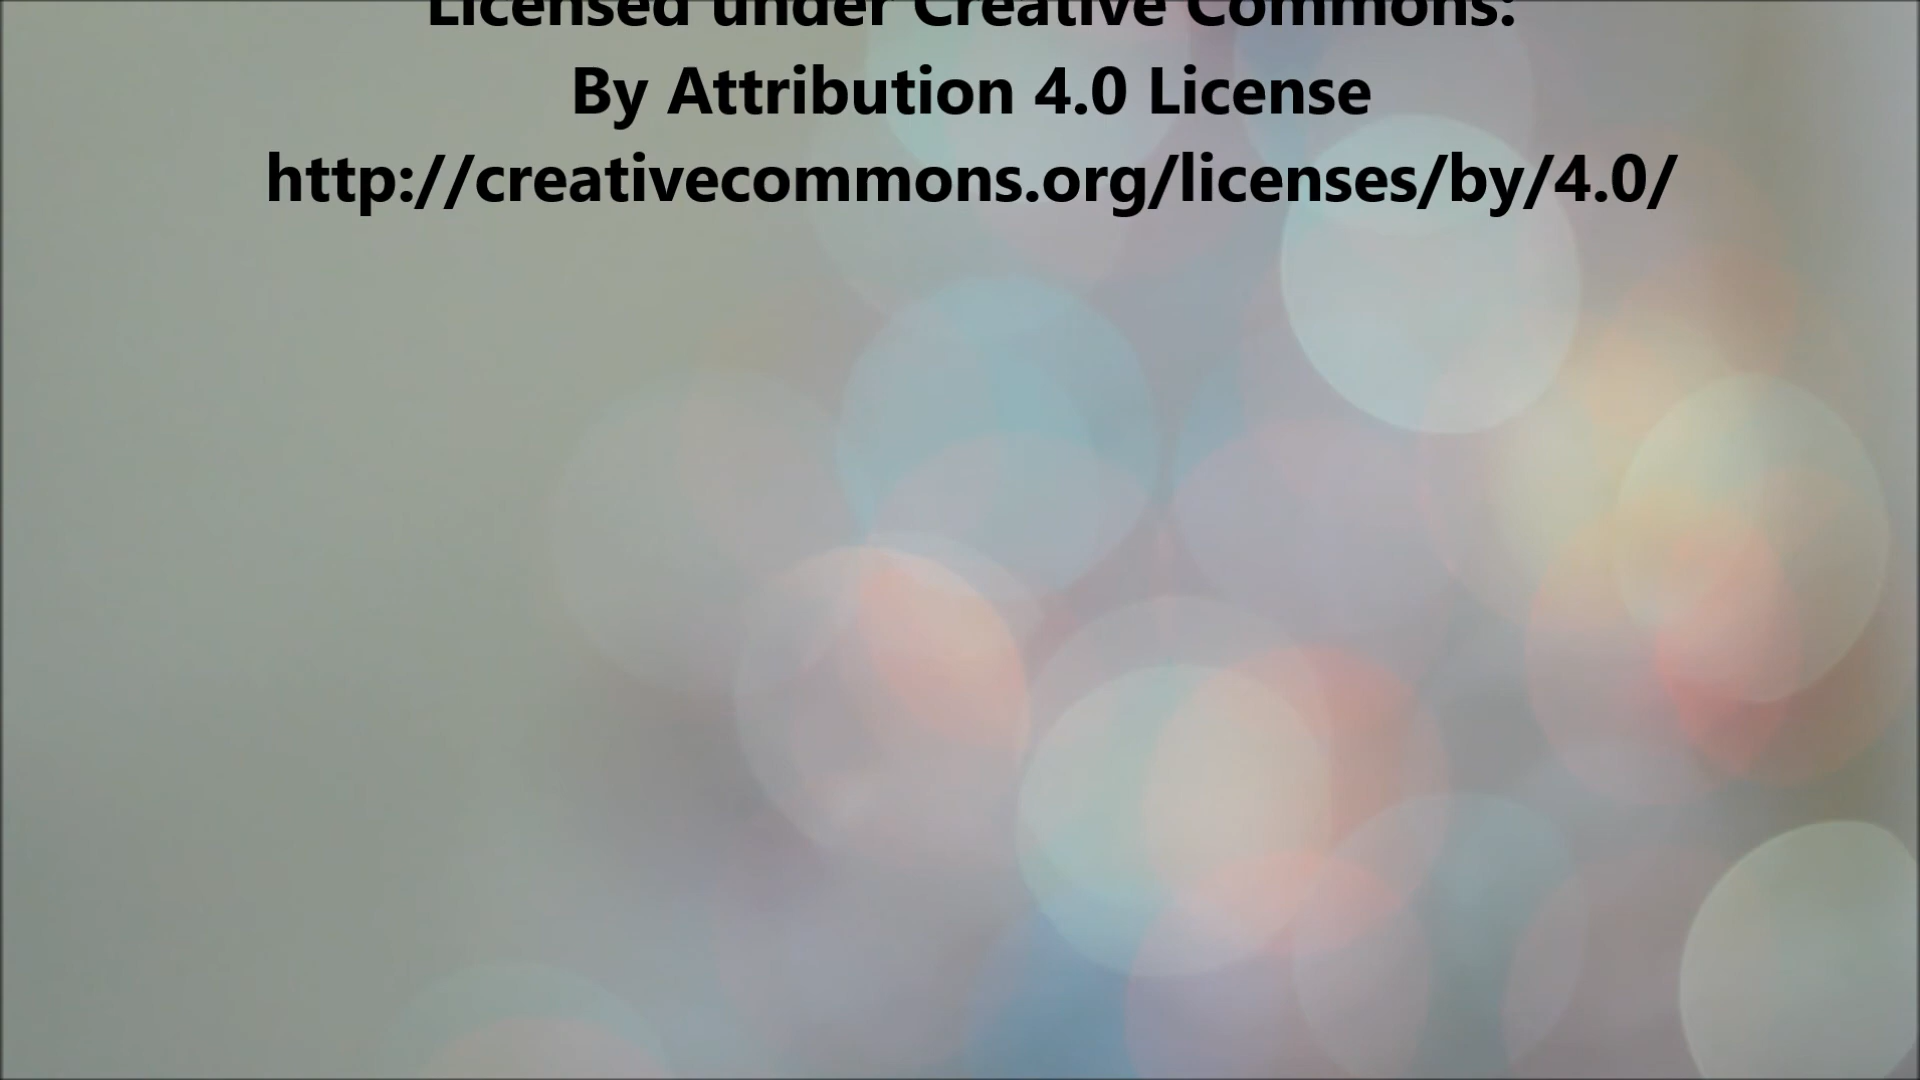 Licensed under Creative Commons:
By Attribution 4.0 License
http://creativecommons.org/licenses/by/4.0/